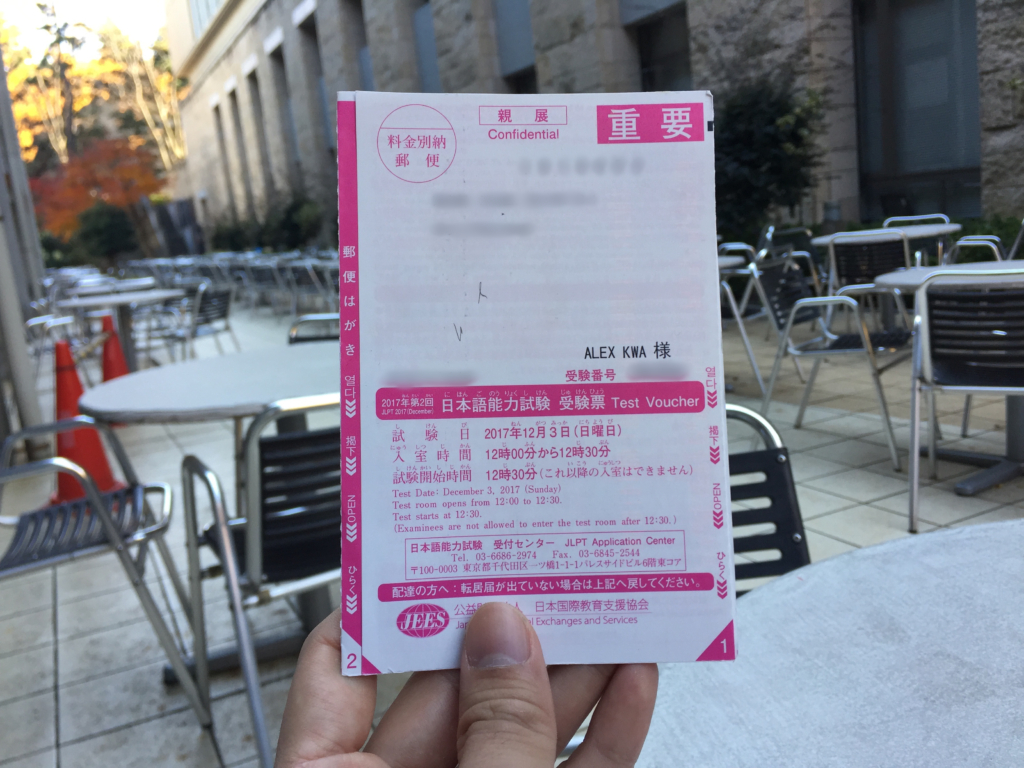 親展
Confidential
重要
料金別納
郵便
郵便はがき
ALEX KWA 様
受験番号
2017年第2回
JLPT 2017 (December)
日本語能力試験 受験票 Test Voucher
試験日 2017年12月3日(日曜日)
入室時間 12時00分から12時30分
試験開始時間 12時30分(これ以降の入室はできません)
Test Date: December 3, 2017 (Sunday)
Test room opens from 12:00 to 12:30.
Test starts at 12:30.
(Examinees are not allowed to enter the test room after 12:30.)
日本語能力試験 受付センター JLPT Application Center
Tel. 03-6686-2974 Fax. 03-6845-2544
〒100-0003 東京都千代田区一ツ橋1-1-1パレスサイドビル6階東コア
配達の方へ:転居届が出ていない場合は上記へ戻してください。
JEES
公益 人 日本国際教育支援協会
Exchanges and Services
열다
揭下
OPEN
ひらく
열다
揭下
OPEN
ひらく
2
1